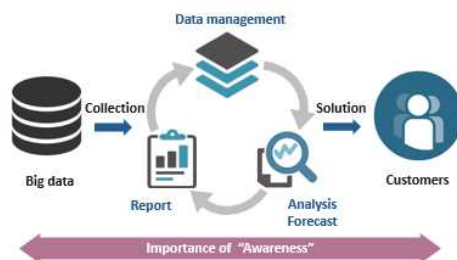 Data management
Collection
Solution
Big data
Report
Analysis
Forecast
Customers
Importance of "Awareness"